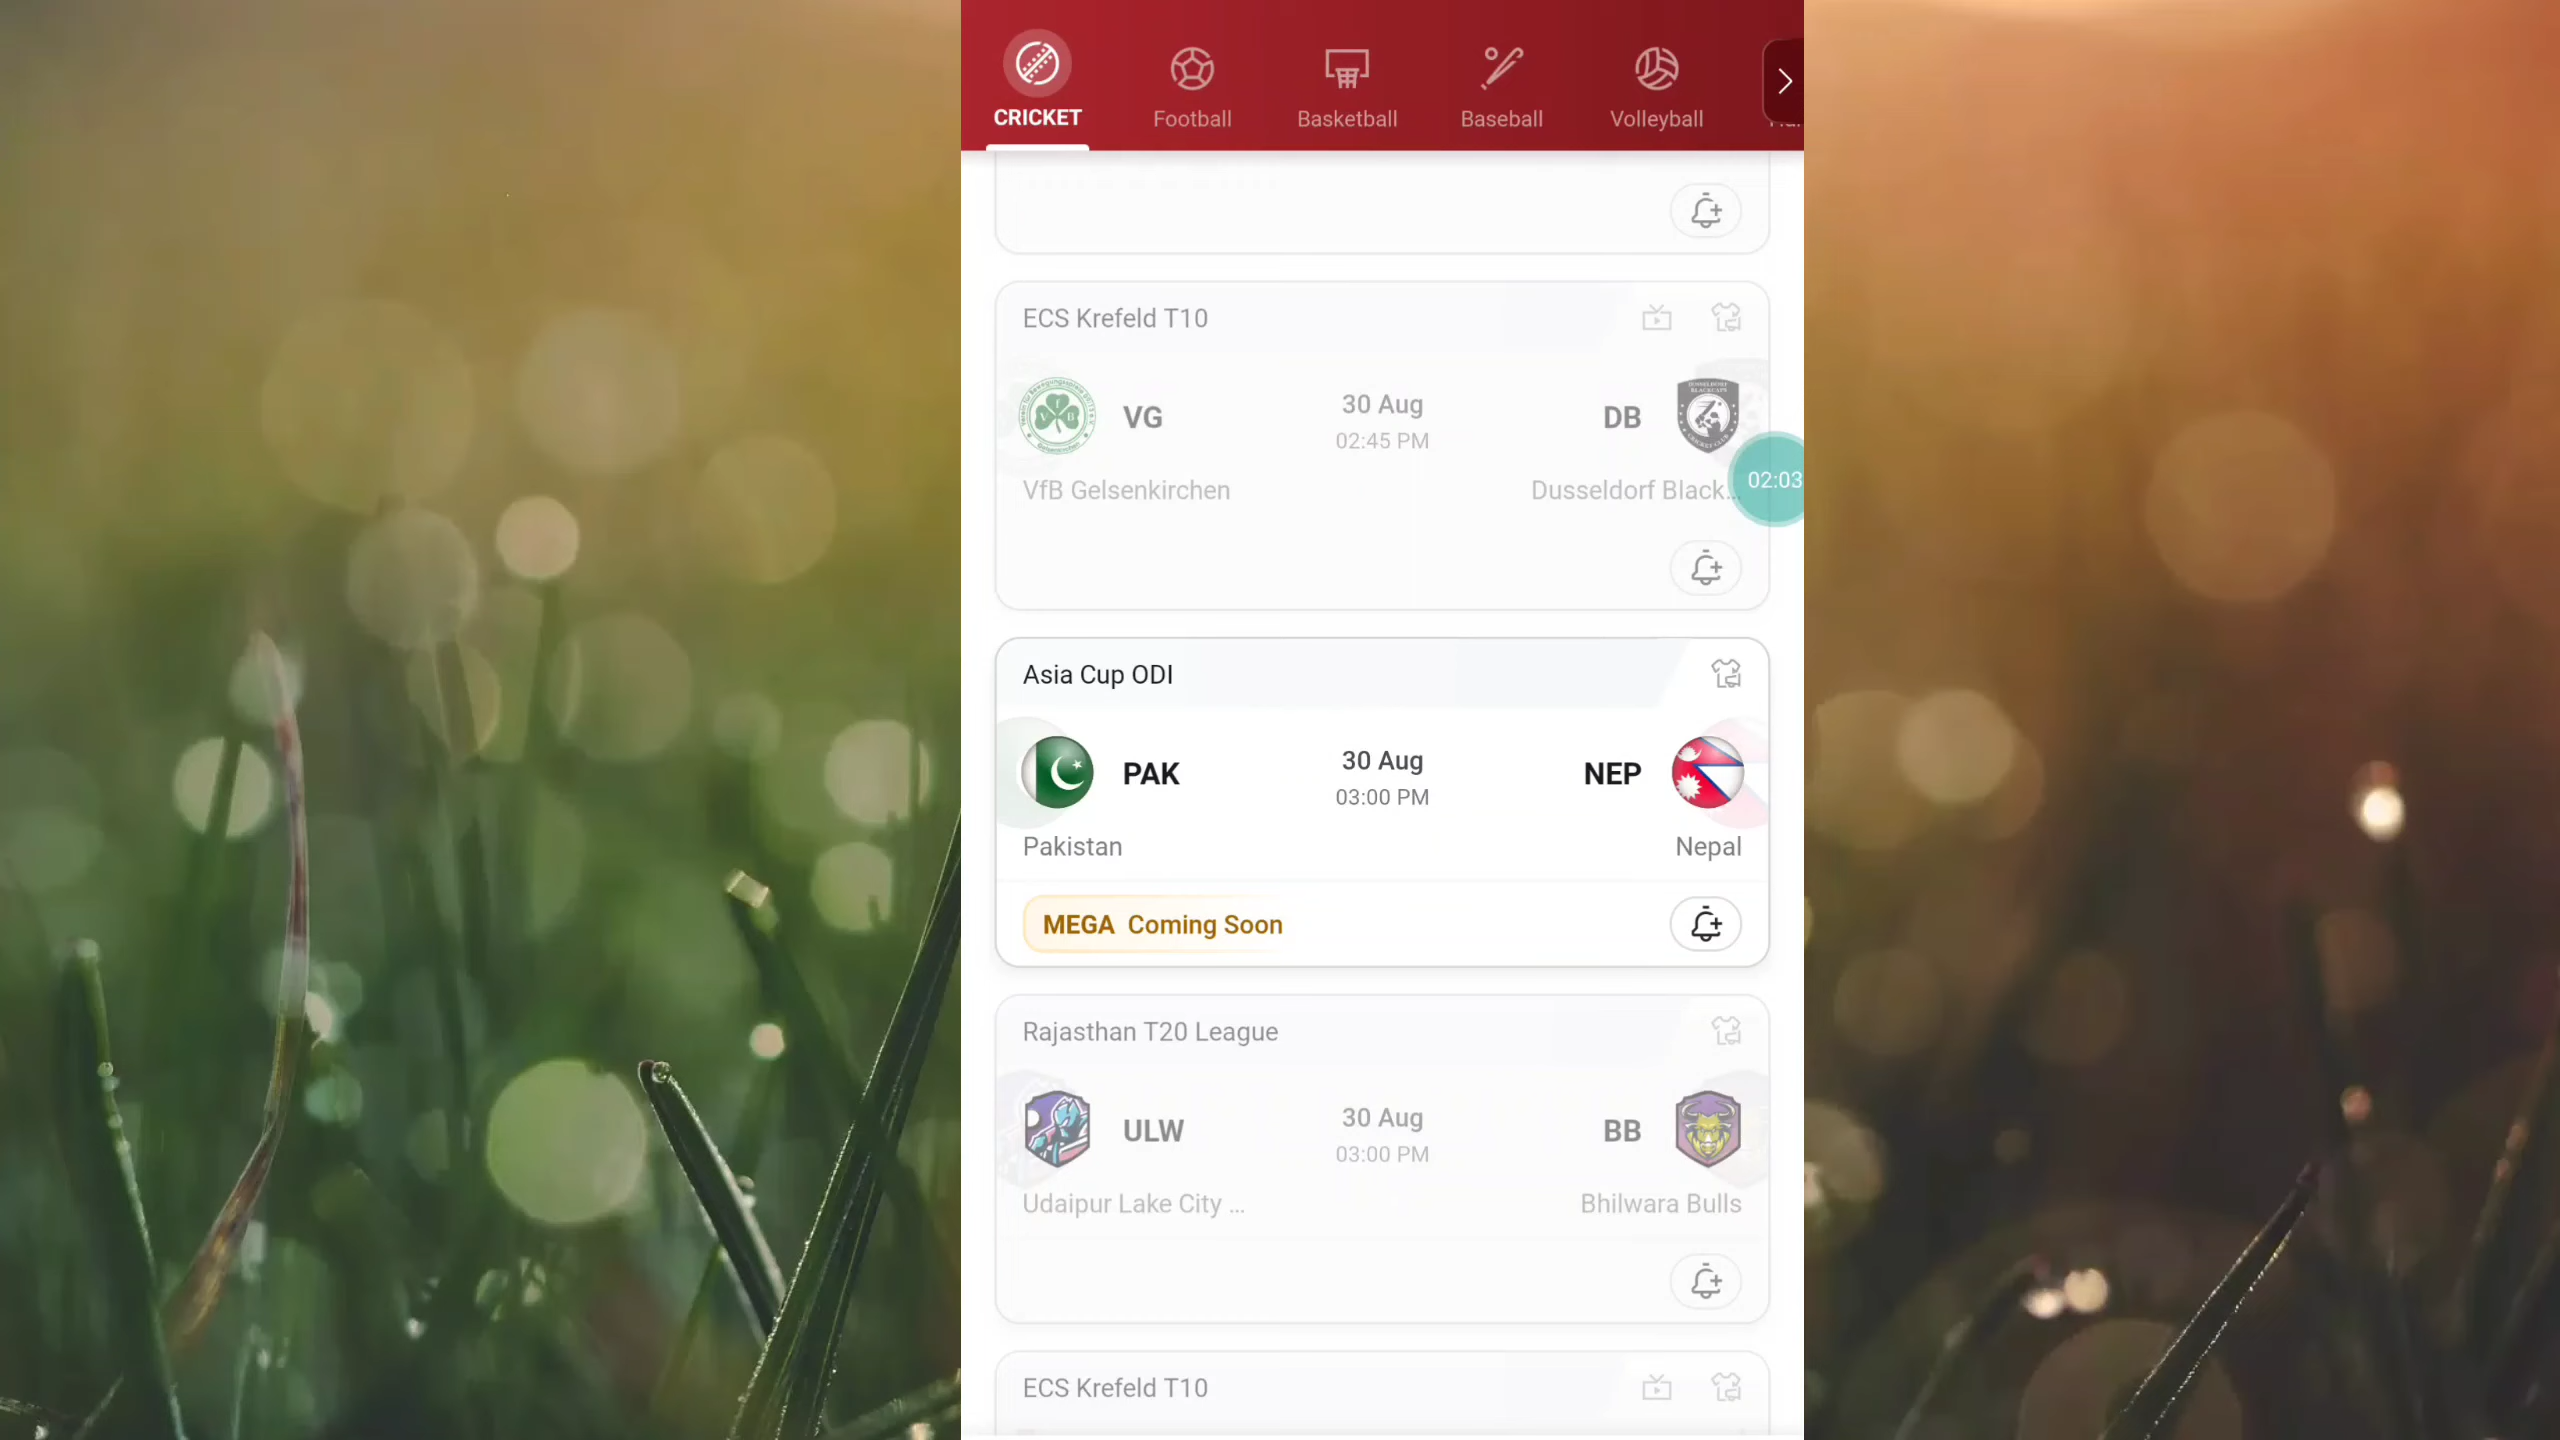 CRICKET
Football
Basketball
Baseball
Volleyball
ECS Krefeld T10
VG
30 Aug
02:45 PM
DB
VfB Gelsenkirchen
Dusseldorf Black...
02:03
Asia Cup ODI
PAK
30 Aug
03:00 PM
NEP
Pakistan
Nepal
MEGA Coming Soon
Rajasthan T20 League
ULW
30 Aug
03:00 PM
BB
Udaipur Lake City ...
Bhilwara Bulls
ECS Krefeld T10